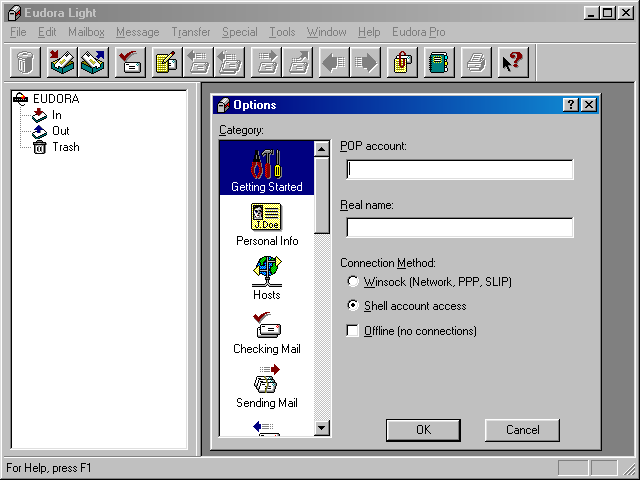 Eudora Light
File Edit Mailbox Message Transfer Special Tools Window Help Eudora Pro
EUDORA
In
Out
Trash
Options
Category:
Getting Started
J.Doe
Personal Info
Hosts
Checking Mail
Sending Mail
POP account:
Real name:
Connection Method:
Winsock (Network, PPP, SLIP)
Shell account access
Offline (no connections)
OK Cancel
For Help, press F1